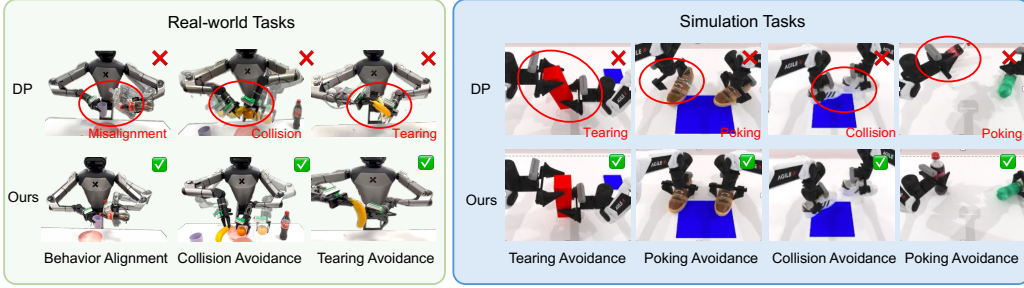 Real-world Tasks
DP
Misalignment
Collision
Tearing
Ours
Behavior Alignment
Collision Avoidance
Tearing Avoidance
Simulation Tasks
DP
Tearing
Poking
Collision
Poking
Ours
Tearing Avoidance
Poking Avoidance
Collision Avoidance
Poking Avoidance